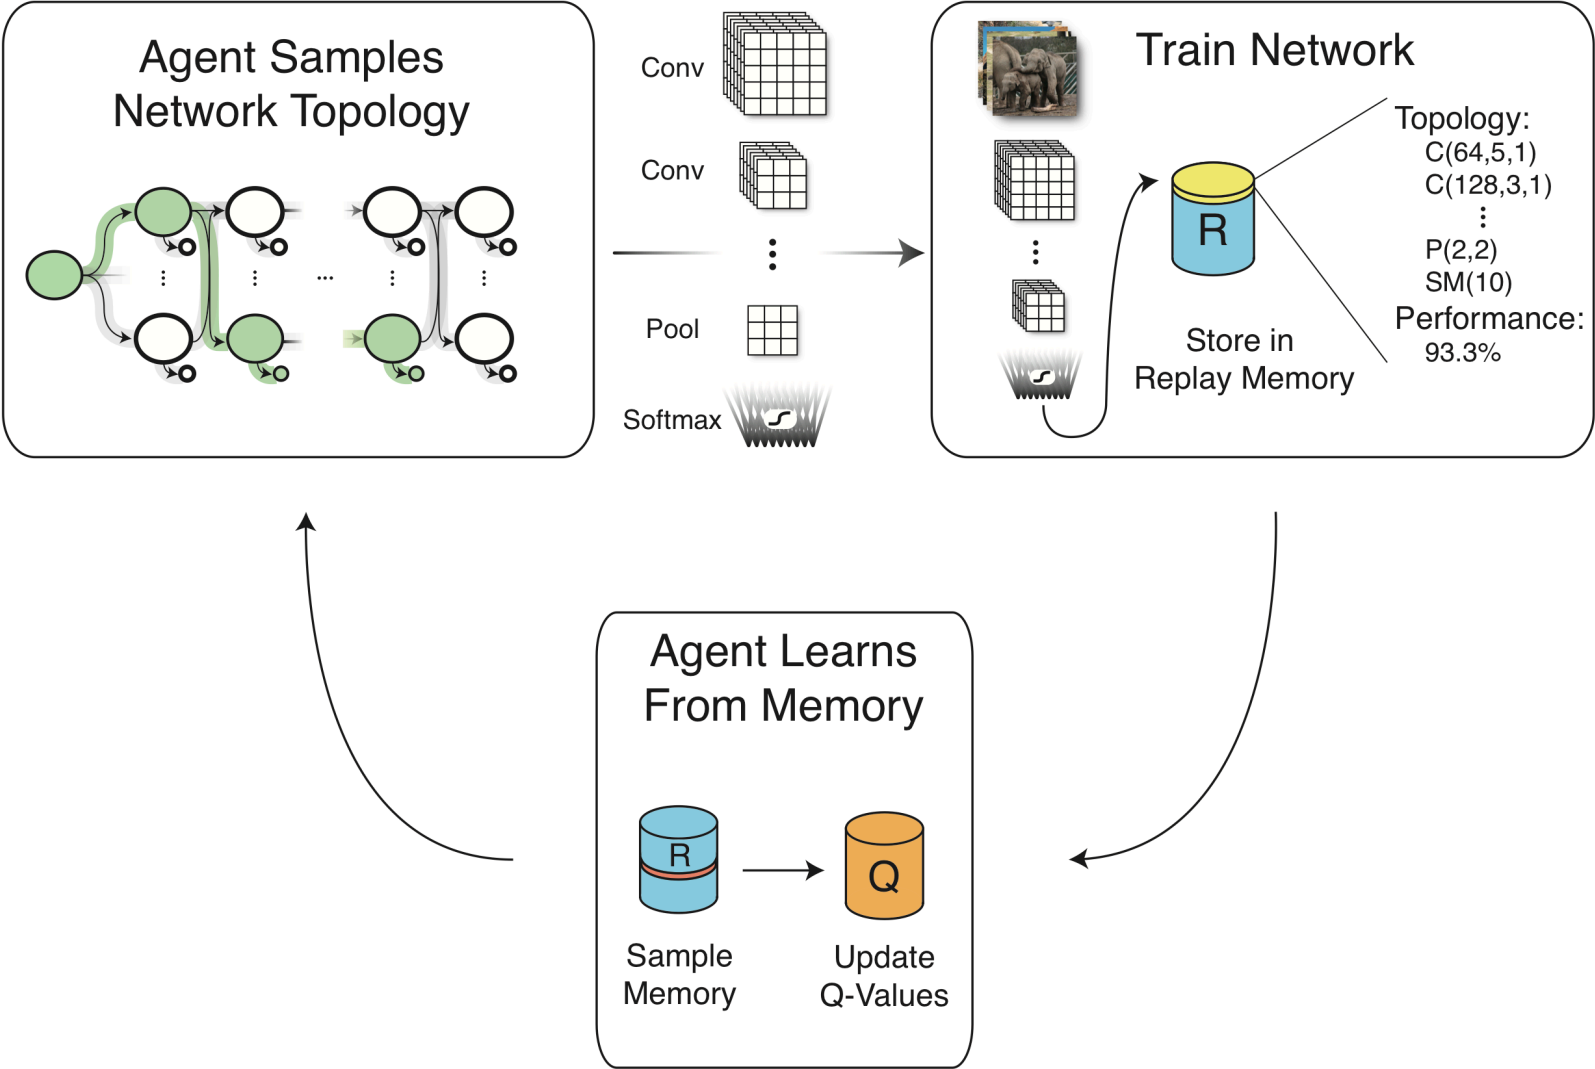 Agent Samples
Network Topology
...
Conv
Conv
Pool
Softmax
Train Network
R
Store in
Replay Memory
Topology:
C(64,5,1)
C(128,3,1)
P(2,2)
SM(10)
Performance:
93.3%
Agent Learns
From Memory
R
Sample
Memory
Q
Update
Q-Values